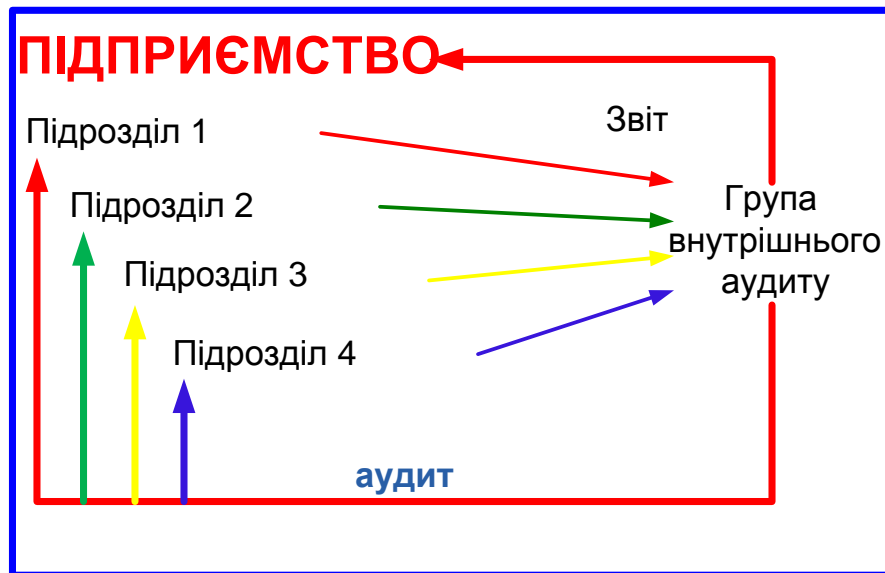 ПІДПРИЄМСТВО
Звіт
Підрозділ 1
Підрозділ 2
Підрозділ 3
Підрозділ 4
Група
внутрішнього
аудиту
аудит